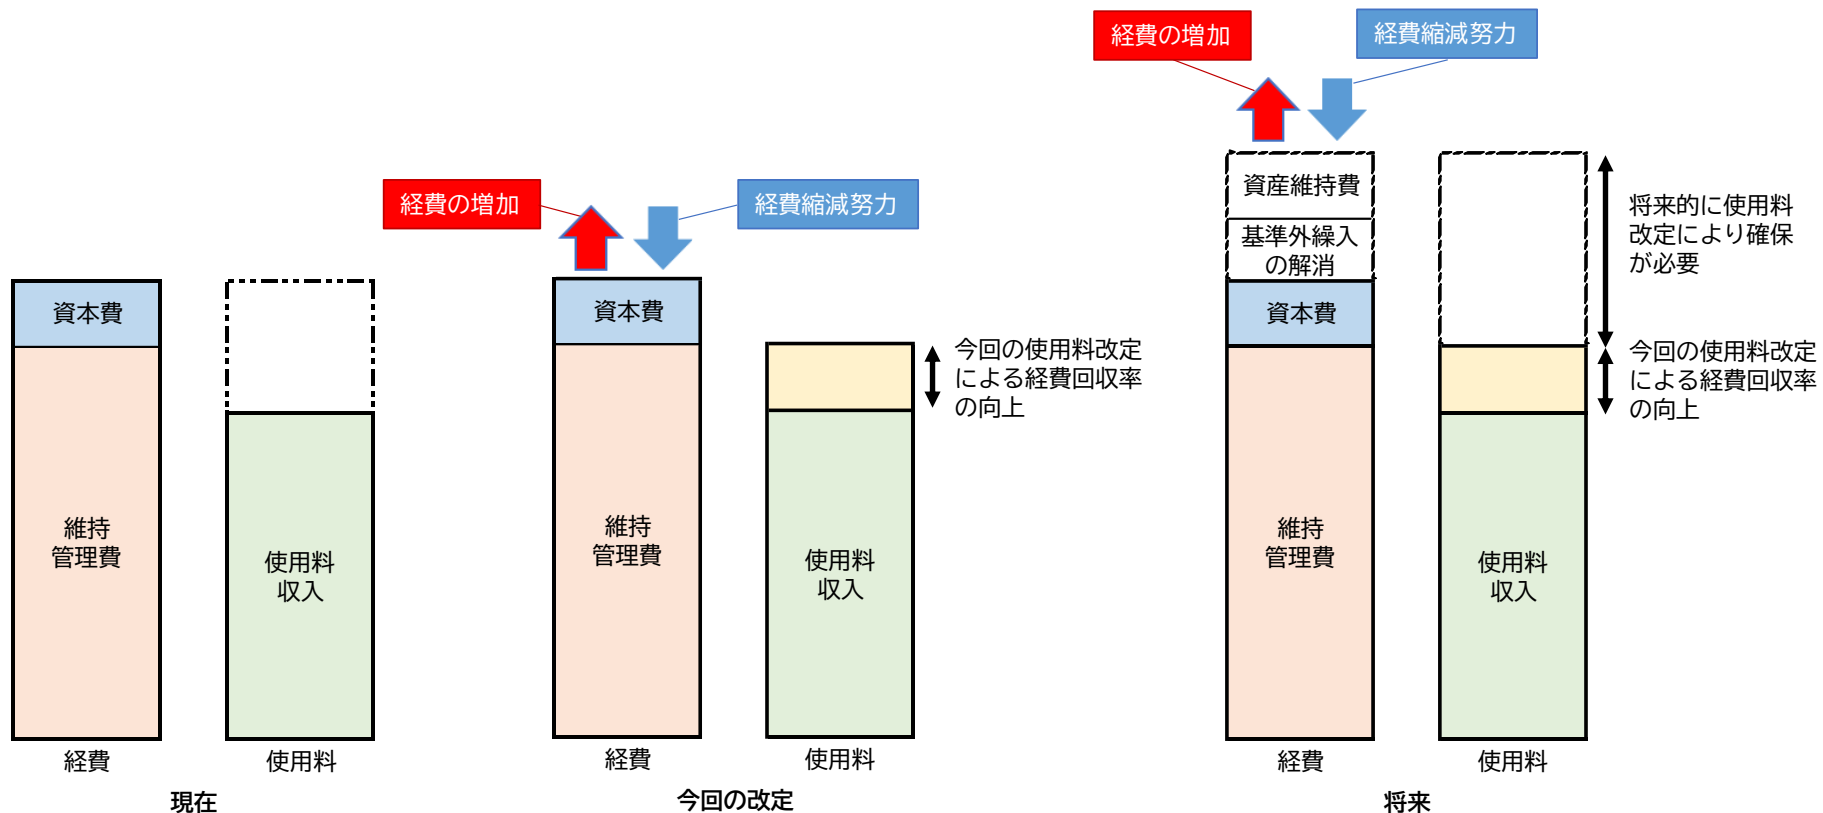 経費の増加
経費縮減努力
経費の増加
経費縮減努力
資本費
維持
管理費
使用料
収入
経費
使用料
現在
資本費
維持
管理費
使用料
収入
今回の使用料改定
による経費回収率
の向上
経費
使用料
今回の改定
資産維持費
基準外繰入
の解消
資本費
維持
管理費
使用料
収入
将来的に使用料
改定により確保
が必要
今回の使用料改定
による経費回収率
の向上
経費
使用料
将来